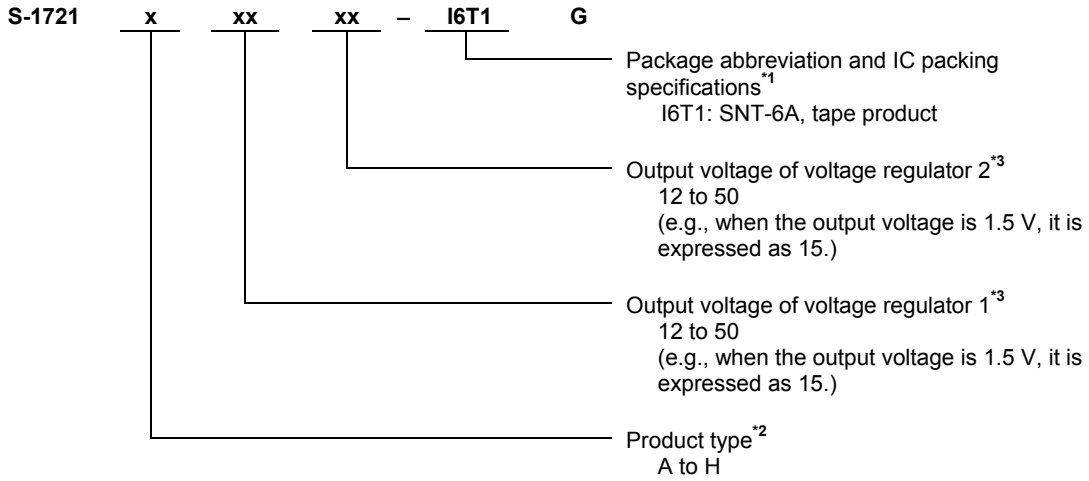 S-1721 x xx xx – I6T1 G
Package abbreviation and IC packing
specifications*1
I6T1: SNT-6A, tape product
Output voltage of voltage regulator 2*3
12 to 50
(e.g., when the output voltage is 1.5 V, it is
expressed as 15.)
Output voltage of voltage regulator 1*3
12 to 50
(e.g., when the output voltage is 1.5 V, it is
expressed as 15.)
Product type*2
A to H